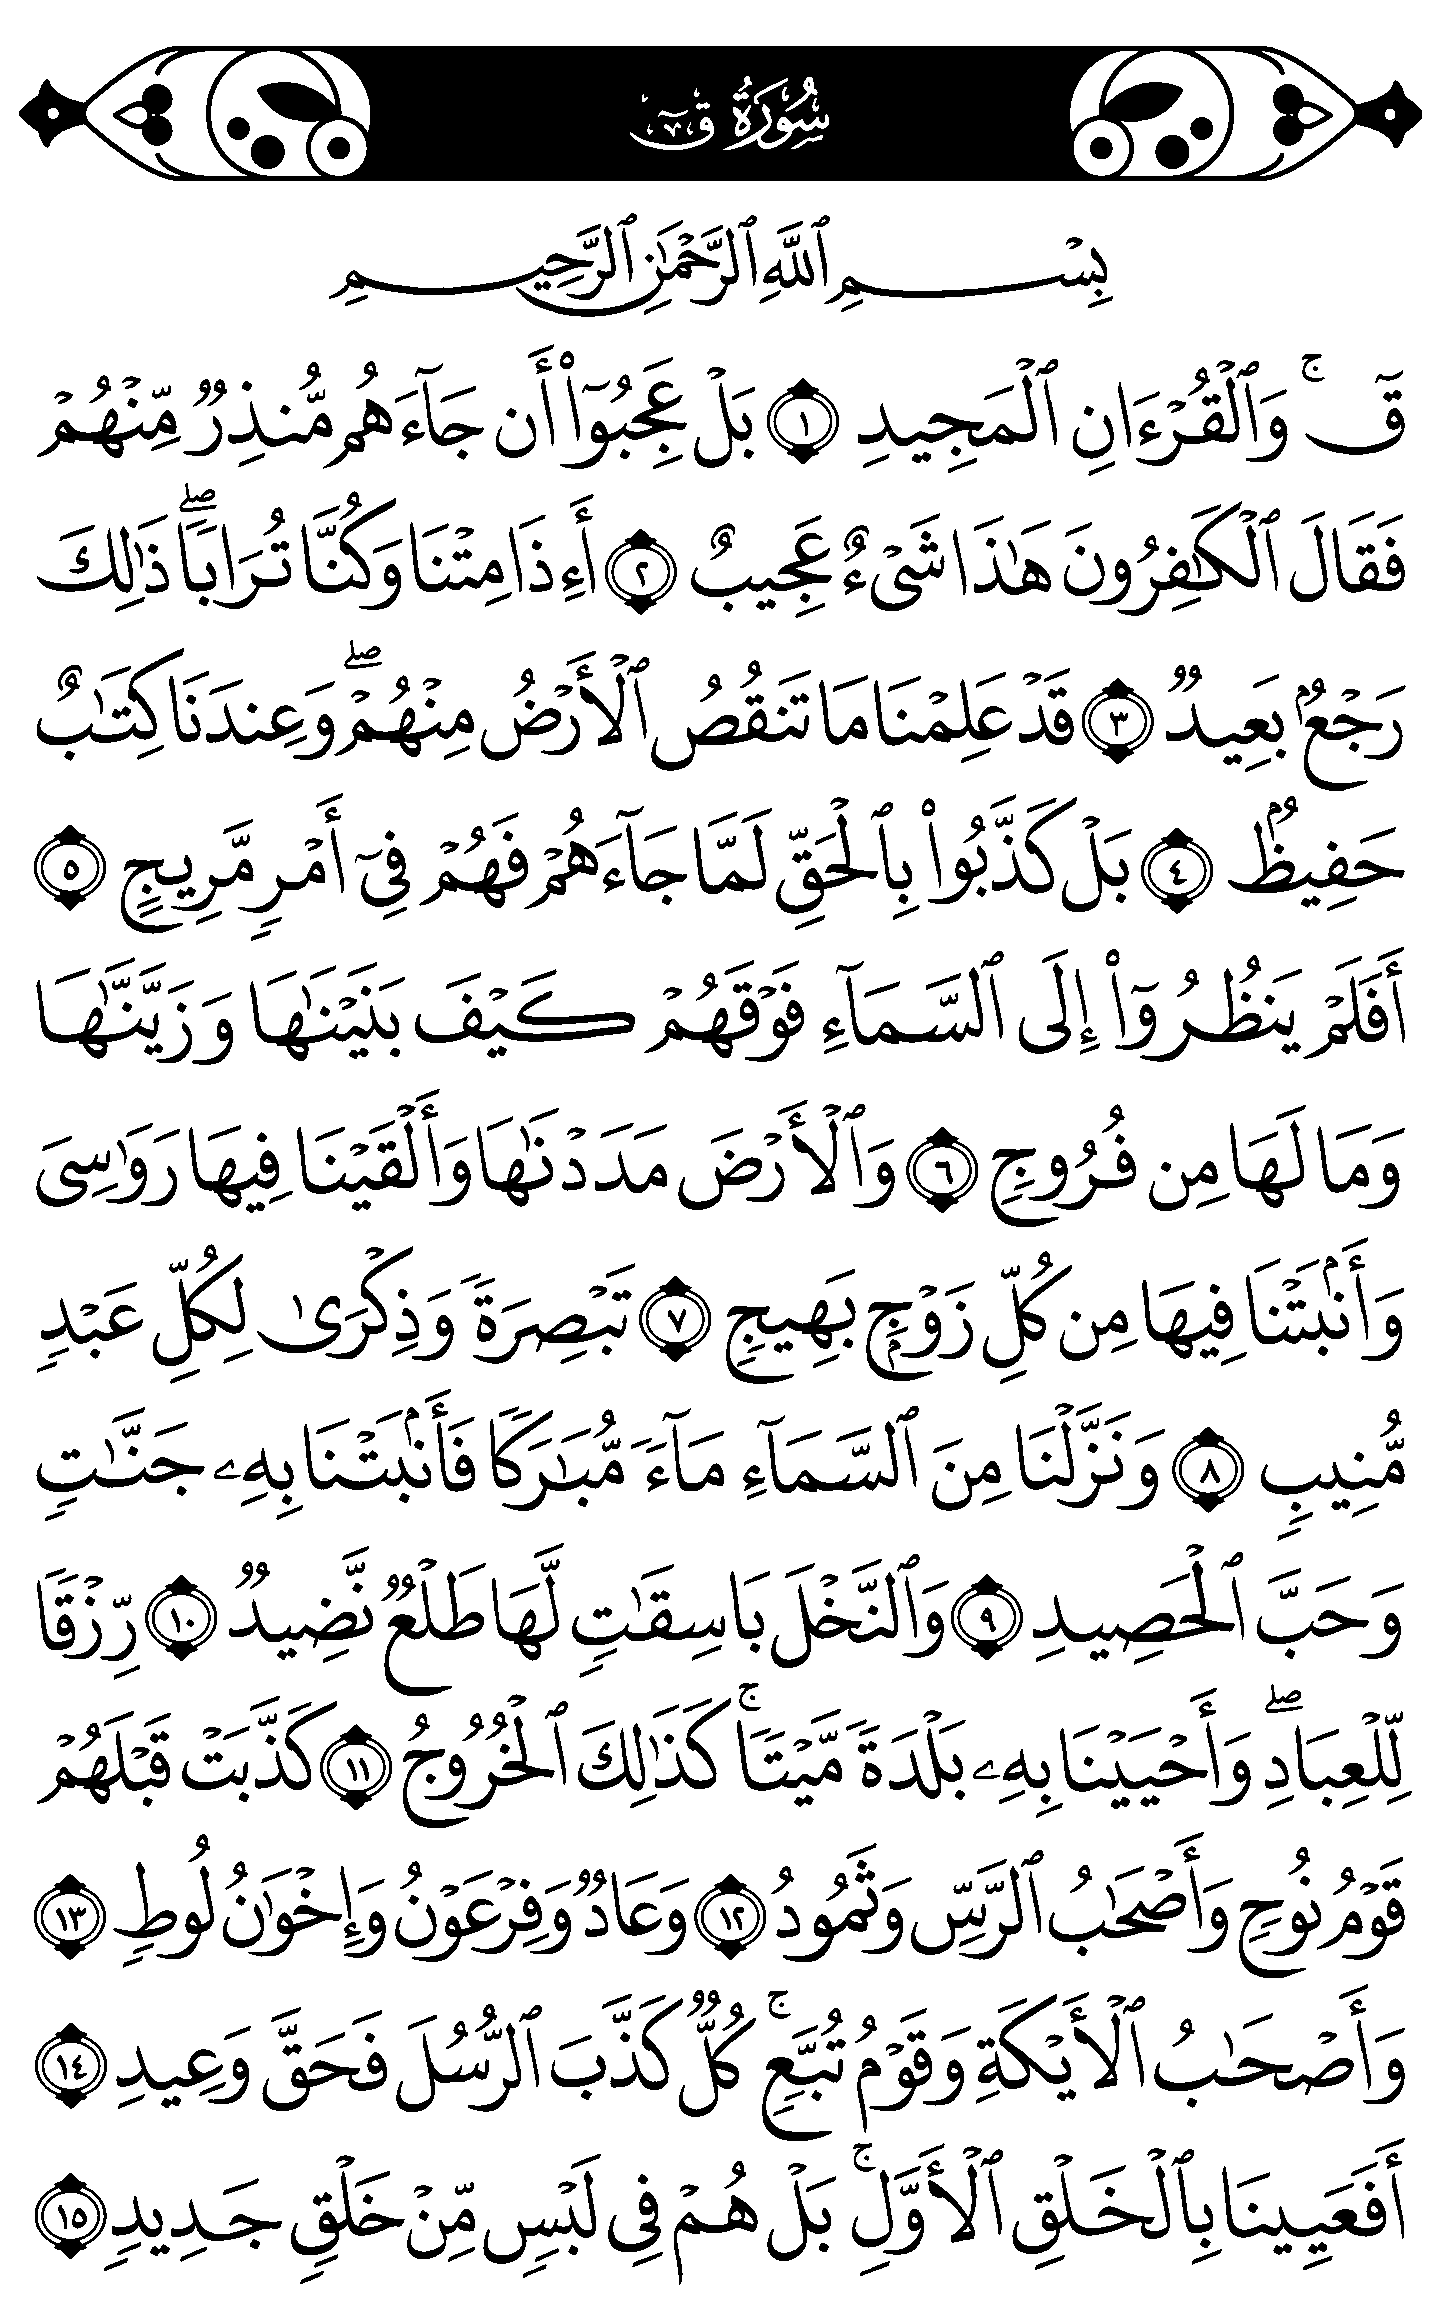 سُورَةُ قٓ
بِسْمِ ٱللَّهِ ٱلرَّحْمَٰنِ ٱلرَّحِيمِ
قٓ ۚ وَٱلْقُرْءَانِ ٱلْمَجِيدِ ١ بَلْ عَجِبُوٓا۟ أَن جَآءَهُم مُّنذِرٌ مِّنْهُمْ
فَقَالَ ٱلْكَٰفِرُونَ هَٰذَا شَىْءٌ عَجِيبٌ ٢ أَءِذَا مِتْنَا وَكُنَّا تُرَابًا ۖ ذَٰلِكَ
رَجْعٌۢ بَعِيدٌ ٣ قَدْ عَلِمْنَا مَا تَنقُصُ ٱلْأَرْضُ مِنْهُمْ ۖ وَعِندَنَا كِتَٰبٌ
حَفِيظٌۢ ٤ بَلْ كَذَّبُوا۟ بِٱلْحَقِّ لَمَّا جَآءَهُمْ فَهُمْ فِىٓ أَمْرٍ مَّرِيجٍ ٥
أَفَلَمْ يَنظُرُوٓا۟ إِلَى ٱلسَّمَآءِ فَوْقَهُمْ كَيْفَ بَنَيْنَٰهَا وَزَيَّنَّٰهَا
وَمَا لَهَا مِن فُرُوجٍ ٦ وَٱلْأَرْضَ مَدَدْنَٰهَا وَأَلْقَيْنَا فِيهَا رَوَٰسِىَ
وَأَنۢبَتْنَا فِيهَا مِن كُلِّ زَوْجٍۭ بَهِيجٍ ٧ تَبْصِرَةً وَذِكْرَىٰ لِكُلِّ عَبْدٍ
مُّنِيبٍ ٨ وَنَزَّلْنَا مِنَ ٱلسَّمَآءِ مَآءً مُّبَٰرَكًا فَأَنۢبَتْنَا بِهِۦ جَنَّٰتٍ
وَحَبَّ ٱلْحَصِيدِ ٩ وَٱلنَّخْلَ بَاسِقَٰتٍ لَّهَا طَلْعٌ نَّضِيدٌ ١٠ رِّزْقًا
لِّلْعِبَادِ ۖ وَأَحْيَيْنَا بِهِۦ بَلْدَةً مَّيْتًا ۚ كَذَٰلِكَ ٱلْخُرُوجُ ١١ كَذَّبَتْ قَبْلَهُمْ
قَوْمُ نُوحٍ وَأَصْحَٰبُ ٱلرَّسِّ وَثَمُودُ ١٢ وَعَادٌ وَفِرْعَوْنُ وَإِخْوَٰنُ لُوطٍ ١٣
وَأَصْحَٰبُ ٱلْأَيْكَةِ وَقَوْمُ تُبَّعٍ ۚ كُلٌّ كَذَّبَ ٱلرُّسُلَ فَحَقَّ وَعِيدِ ١٤
أَفَعَيِينَا بِٱلْخَلْقِ ٱلْأَوَّلِ ۚ بَلْ هُمْ فِى لَبْسٍ مِّنْ خَلْقٍ جَدِيدٍ ١٥